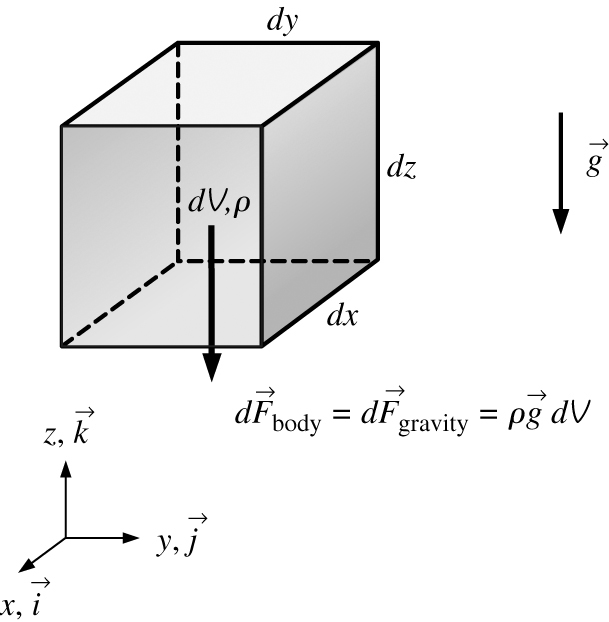 dy
dz
g⃗
dV,ρ
dx
dF⃗body = dF⃗gravity = ρg⃗ dV
z, k⃗
y, j⃗
x, i⃗